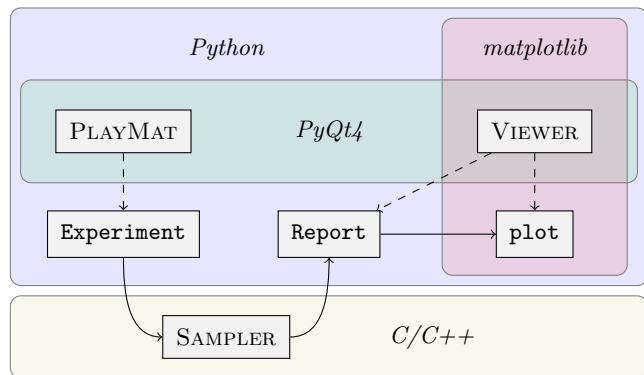 Python
matplotlib
PLAYMAT
PyQt4
VIEWER
Experiment
Report
plot
SAMPLER
C/C++